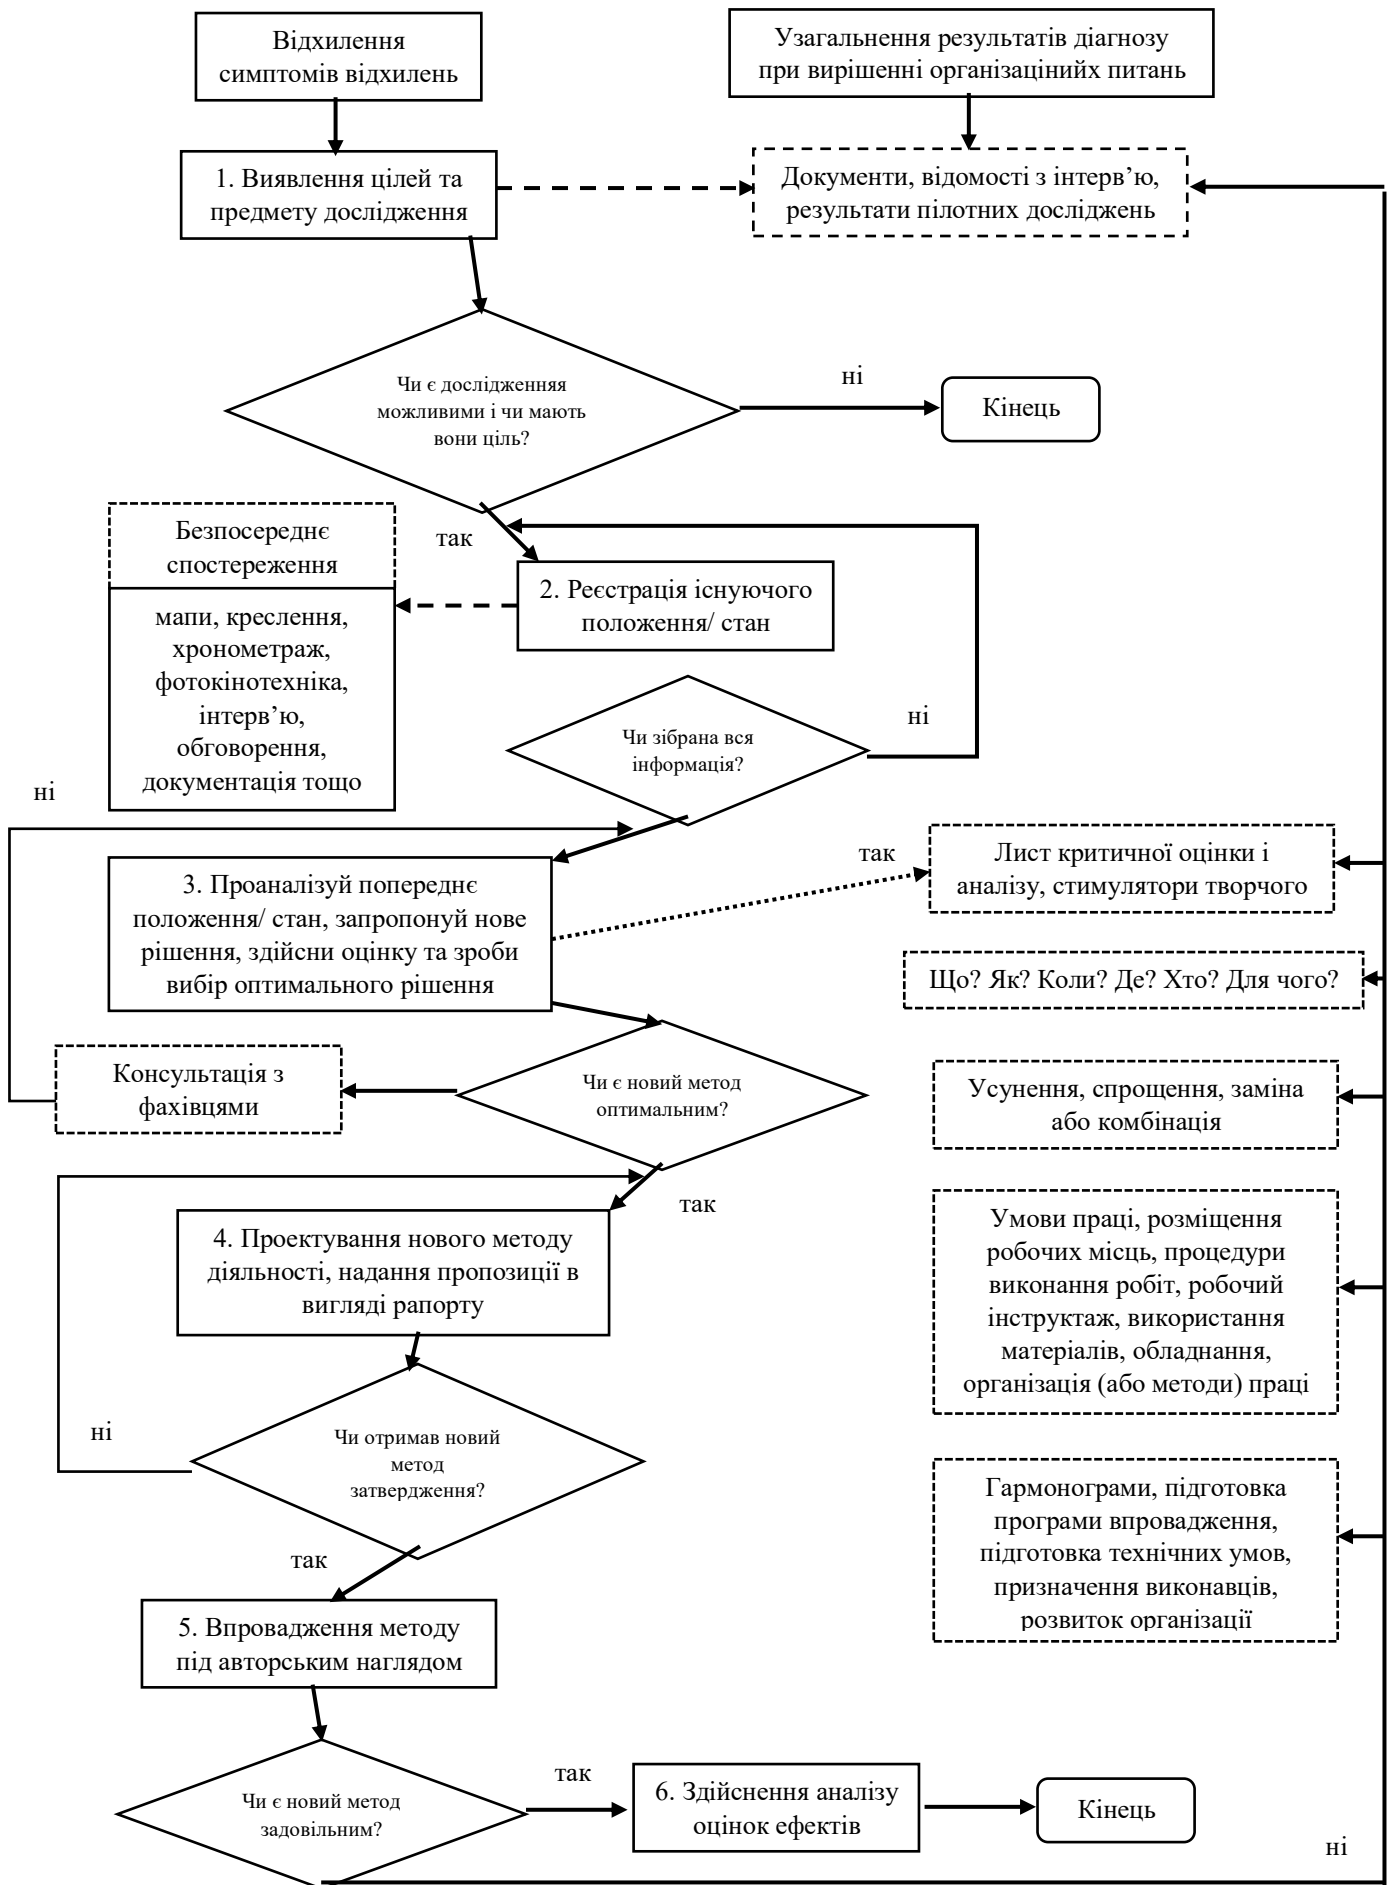 Відхилення
симптомів відхилень
Узагальнення результатів діагнозу
при вирішенні організацінийх питань
1. Виявлення цілей та
предмету дослідження
Документи, відомості з інтерв’ю,
результати пілотних досліджень
Чи є дослідженняя
можливими і чи мають
вони ціль?
ні
Кінець
так
Безпосереднє
спостереження
мапи, креслення,
хронометраж,
фотокінотехніка,
інтерв’ю,
обговорення,
документація тощо
2. Реєстрація існуючого
положення/ стан
Чи зібрана вся
інформація?
ні
ні
3. Проаналізуй попереднє
положення/ стан, запропонуй нове
рішення, здійсни оцінку та зроби
вибір оптимального рішення
так
Лист критичної оцінки і
аналізу, стимулятори творчого
Що? Як? Коли? Де? Хто? Для чого?
Консультація з
фахівцями
Чи є новий метод
оптимальним?
Усунення, спрощення, заміна
або комбінація
так
4. Проектування нового методу
діяльності, надання пропозиції в
вигляді рапорту
Умови праці, розміщення
робочих місць, процедури
виконання робіт, робочий
інструктаж, використання
матеріалів, обладнання,
організація (або методи) праці
ні
Чи отримав новий
метод
затвердження?
Гармонограми, підготовка
програми впровадження,
підготовка технічних умов,
призначення виконавців,
розвиток організації
так
5. Впровадження методу
під авторським наглядом
Чи є новий метод
задовільним?
так
6. Здійснення аналізу
оцінок ефектів
Кінець
ні